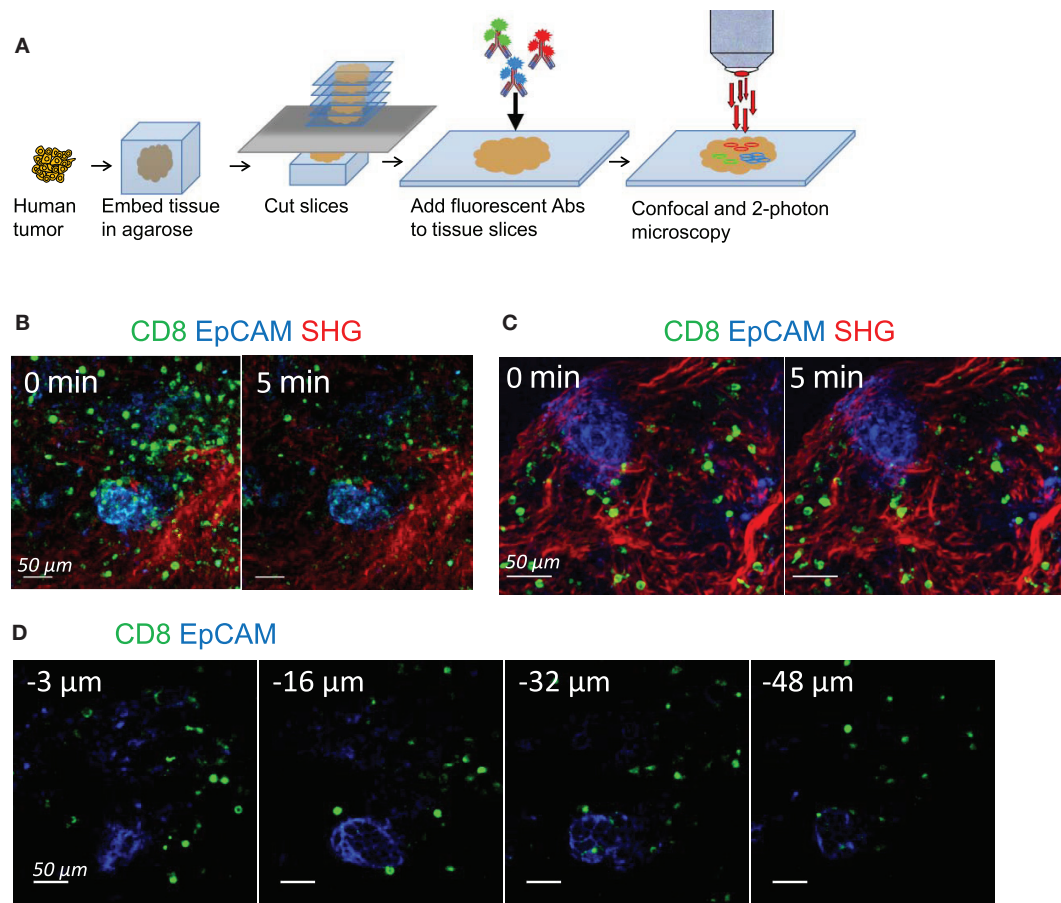 A
Human
tumor
Embed tissue
in agarose
Cut slices
Add fluorescent Abs
to tissue slices
Confocal and 2-photon
microscopy
B
CD8 EpCAM SHG
0 min
5 min
50 µm
C
CD8 EpCAM SHG
0 min
5 min
50 µm
D
CD8 EpCAM
-3 µm
-16 µm
-32 µm
-48 µm
50 µm